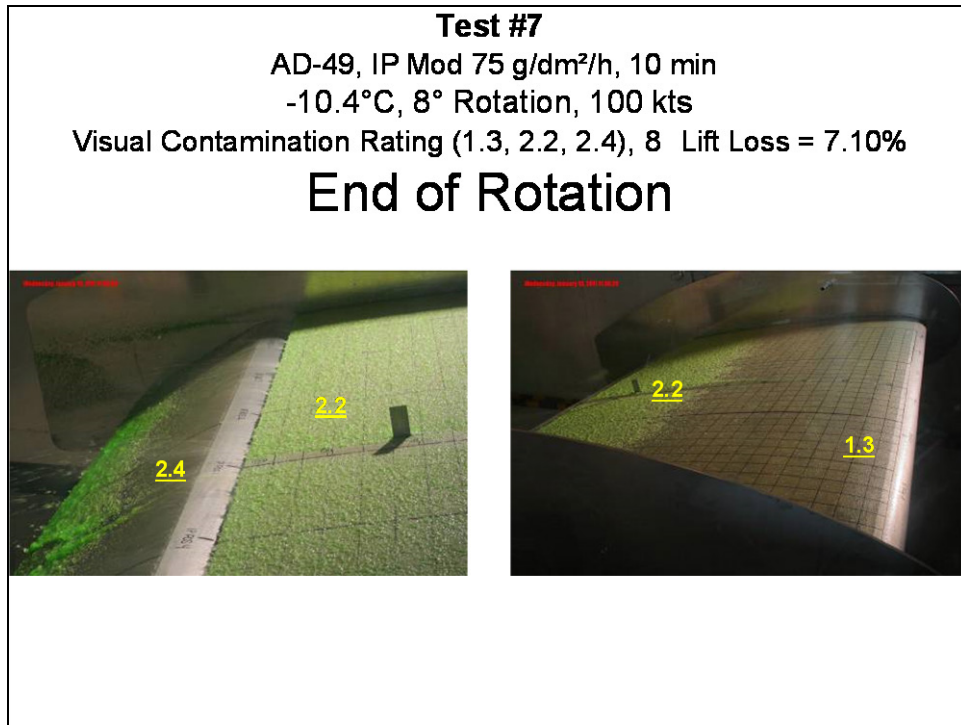 Test #7
AD-49, IP Mod 75 g/dm²/h, 10 min
-10.4°C, 8° Rotation, 100 kts
Visual Contamination Rating (1.3, 2.2, 2.4), 8 Lift Loss = 7.10%
End of Rotation
2.2
2.4
2.2
1.3